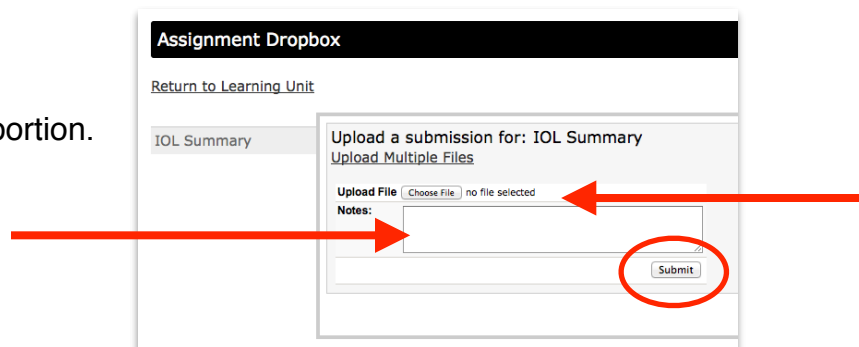 Assignment Dropbox
Return to Learning Unit
portion.
IOL Summary
Upload a submission for: IOL Summary
Upload Multiple Files
Upload File Choose File no file selected
Notes:
Submit